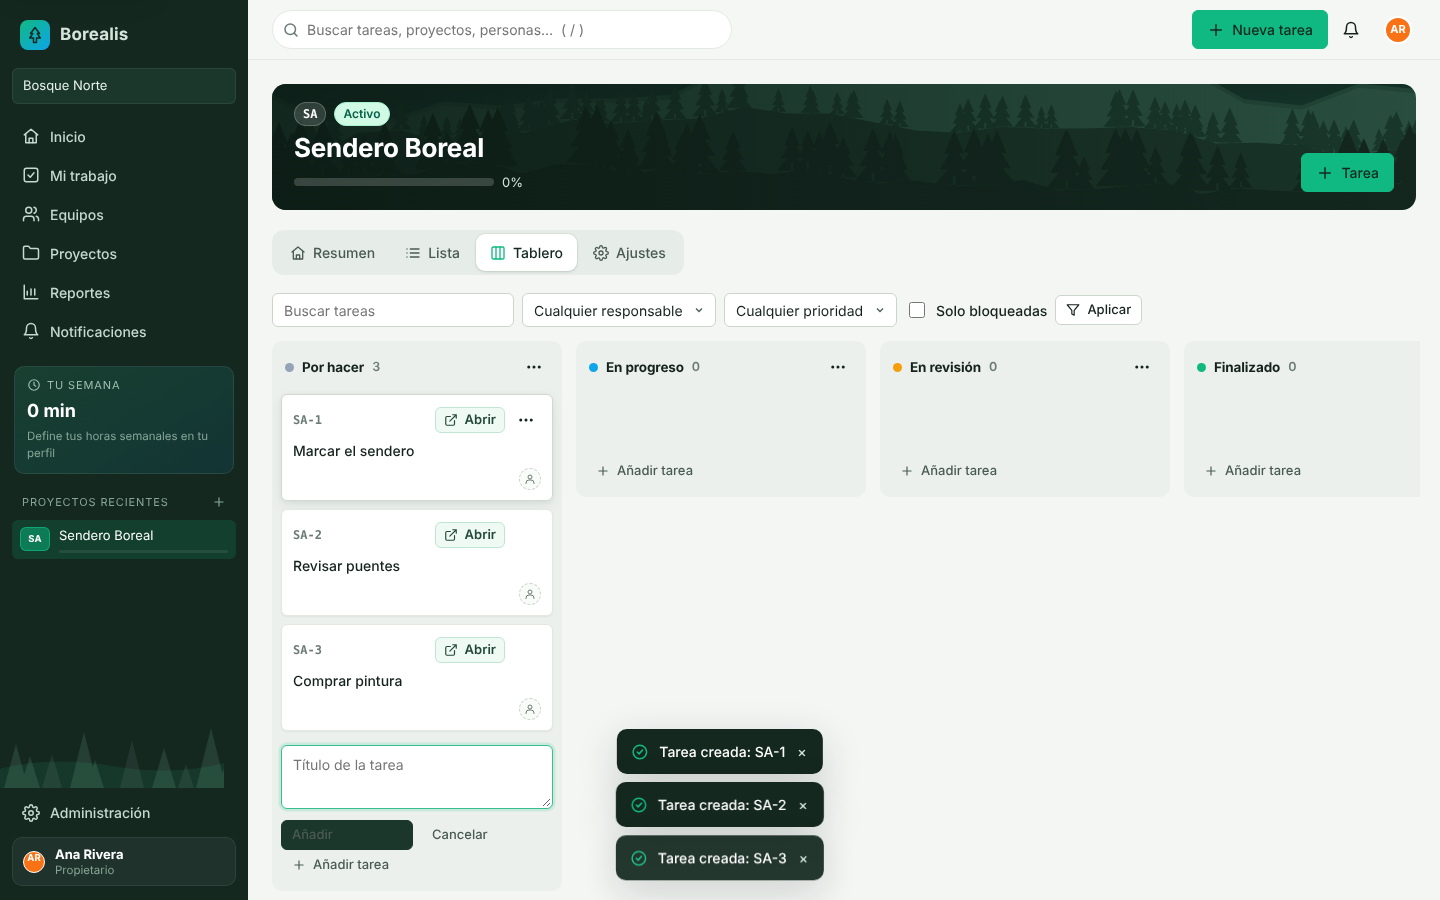 Borealis
Bosque Norte
Inicio
Mi trabajo
Equipos
Proyectos
Reportes
Notificaciones
TU SEMANA
0 min
Define tus horas semanales en tu
perfil
PROYECTOS RECIENTES
SA
Sendero Boreal
Administración
AR
Ana Rivera
Propietario
Buscar tareas, proyectos, personas... ( / )
Nueva tarea
AR
SA
Activo
Sendero Boreal
0%
Tarea
Resumen
Lista
Tablero
Ajustes
Buscar tareas
Cualquier responsable
Cualquier prioridad
Solo bloqueadas
Aplicar
Por hacer 3
SA-1
Abrir
Marcar el sendero
SA-2
Abrir
Revisar puentes
SA-3
Abrir
Comprar pintura
Título de la tarea
Añadir
Cancelar
Añadir tarea
En progreso 0
Añadir tarea
En revisión 0
Añadir tarea
Finalizado 0
Añadir tarea
Tarea creada: SA-1 ×
Tarea creada: SA-2 ×
Tarea creada: SA-3 ×